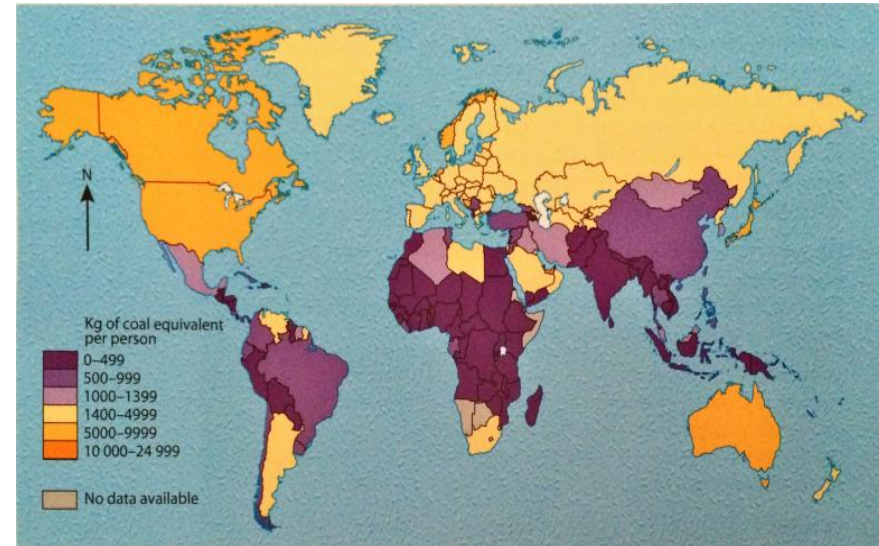 N
Kg of coal equivalent
per person
0–499
500–999
1000–1399
1400–4999
5000–9999
10 000–24 999
No data available